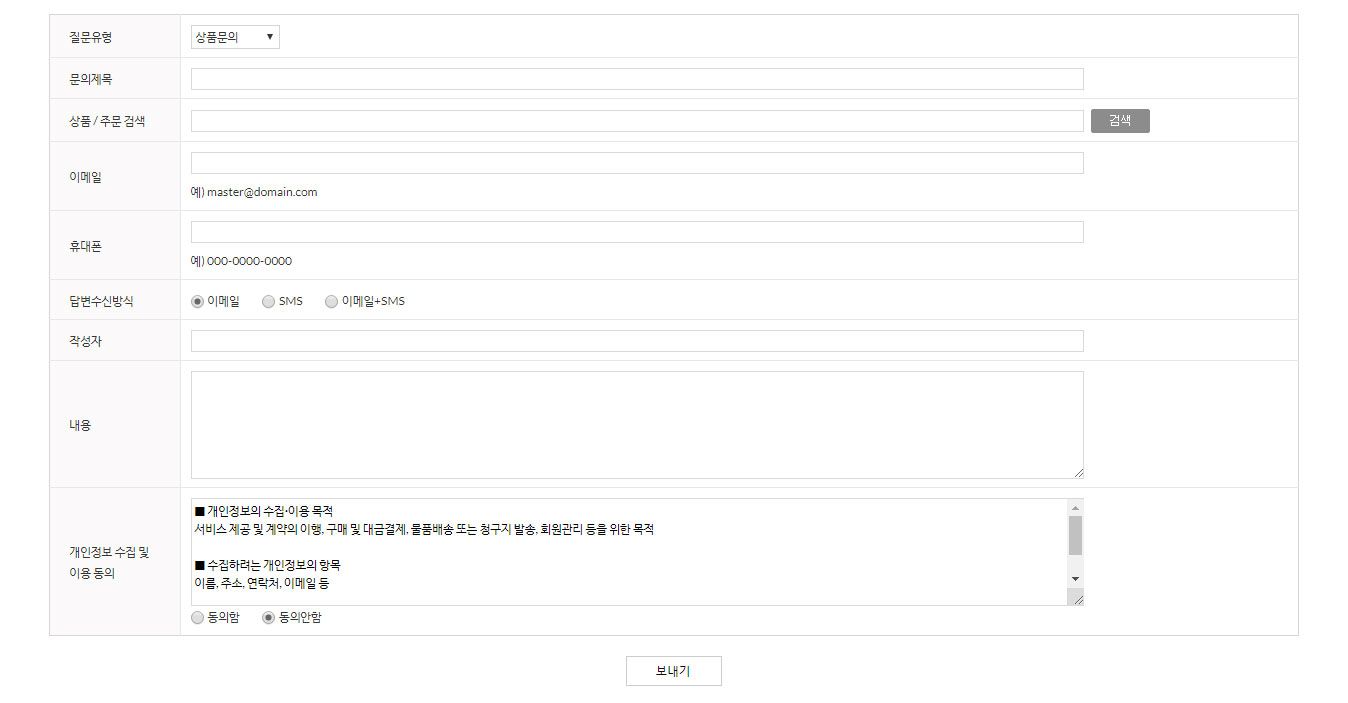 질문유형 상품문의
문의제목
상품 / 주문 검색 검색
이메일
예) master@domain.com
휴대폰
예) 000-0000-0000
답변수신방식 이메일 SMS 이메일+SMS
작성자
내용
개인정보 수집 및
이용 동의
■ 개인정보의 수집·이용 목적
서비스 제공 및 계약의 이행, 구매 및 대금결제, 물품배송 또는 청구지 발송, 회원관리 등을 위한 목적
■ 수집하려는 개인정보의 항목
이름, 주소, 연락처, 이메일 등
동의함 동의안함
보내기